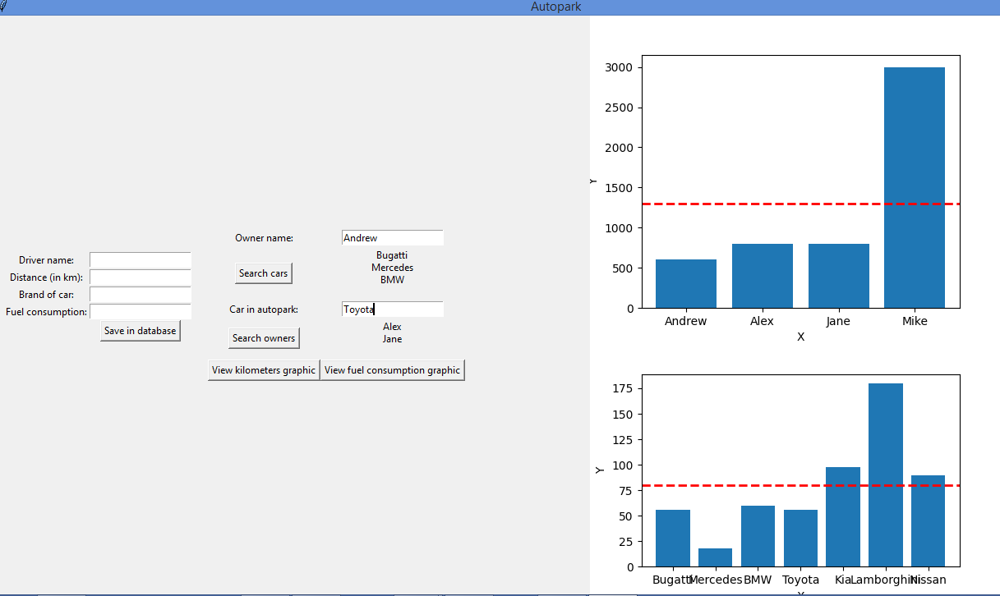 Autopark
Driver name:
Distance (in km):
Brand of car:
Fuel consumption:
Save in database
Owner name:
Andrew
Search cars
Bugatti
Mercedes
BMW
Car in autopark:
Toyota
Search owners
Alex
Jane
View kilometers graphic
View fuel consumption graphic
3000
2500
2000
1500
1000
500
0
Y
Andrew Alex Jane Mike
X
175
150
125
100
75
50
25
0
Y
Bugatti Mercedes BMW Toyota Kia Lamborghini Nissan